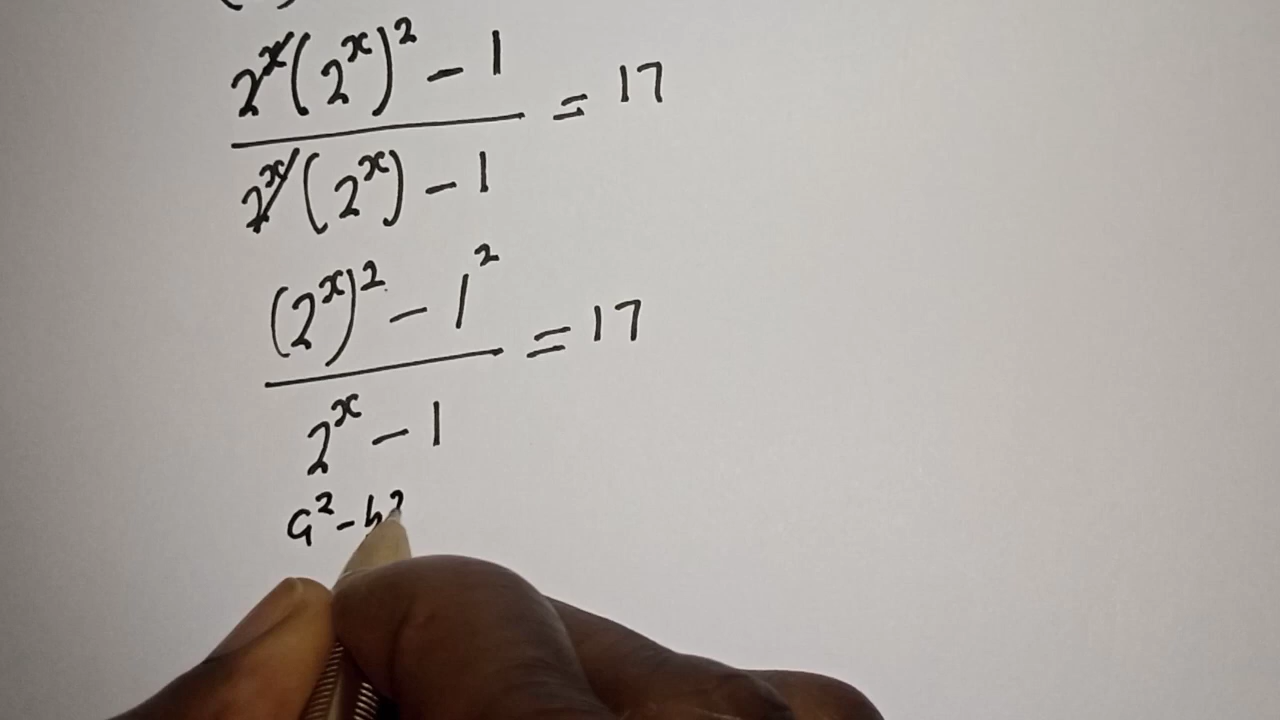 2^x(2^x)^2 - 1 / 2^x(2^x) - 1 = 17
(2^x)^2 - 1^2 / 2^x - 1 = 17
a^2 - b^2